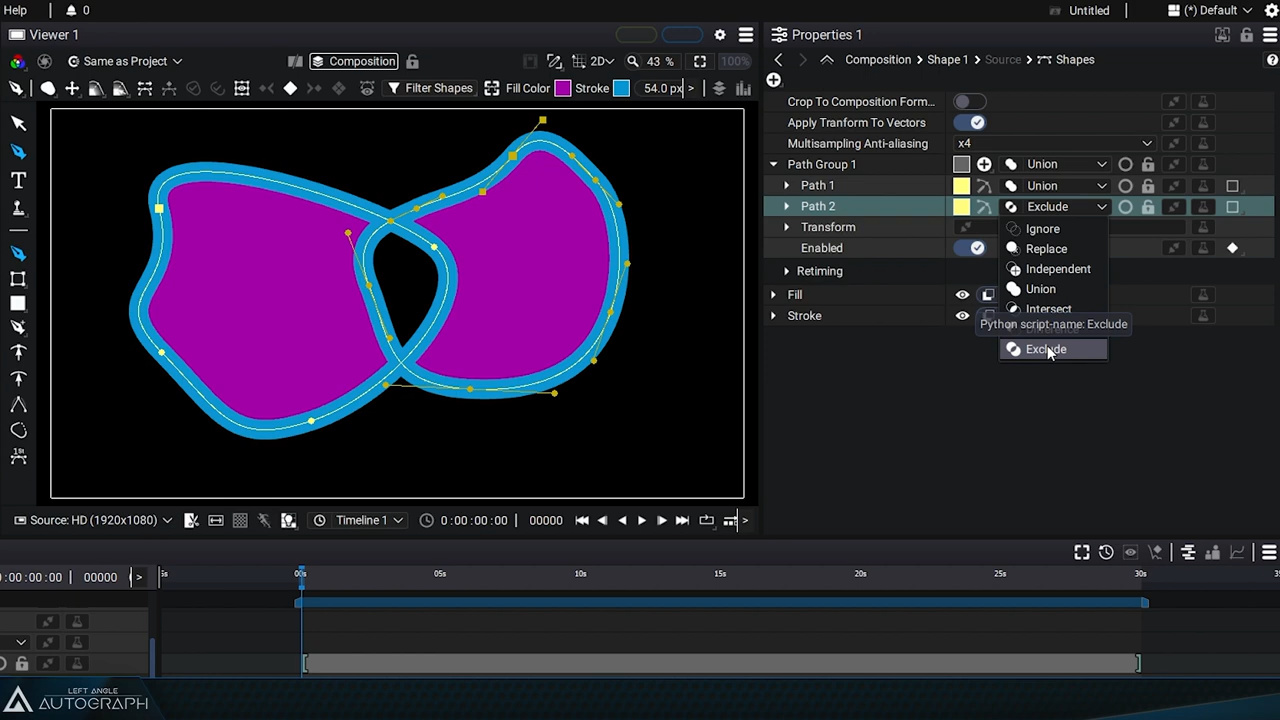 Help
0
Untitled
(*) Default
Viewer 1
Properties 1
Same as Project
Composition
2D
43 %
100%
Composition > Shape 1 > Source > Shapes
Filter Shapes
Fill Color
Stroke
54.0 px >
Crop To Composition Form...
Apply Tranform To Vectors
Multisampling Anti-aliasing
x4
Path Group 1
Union
Path 1
Union
Path 2
Exclude
Transform
Ignore
Enabled
Replace
Retiming
Independent
Fill
Union
Intersect
Stroke
Python script-name: Exclude
Difference
Exclude
T
1st
Source: HD (1920x1080)
Timeline 1
0:00:00:00
00000
:00:00:00
00000
5s
00s
05s
10s
15s
20s
25s
30s
LEFT ANGLE
AUTOGRAPH